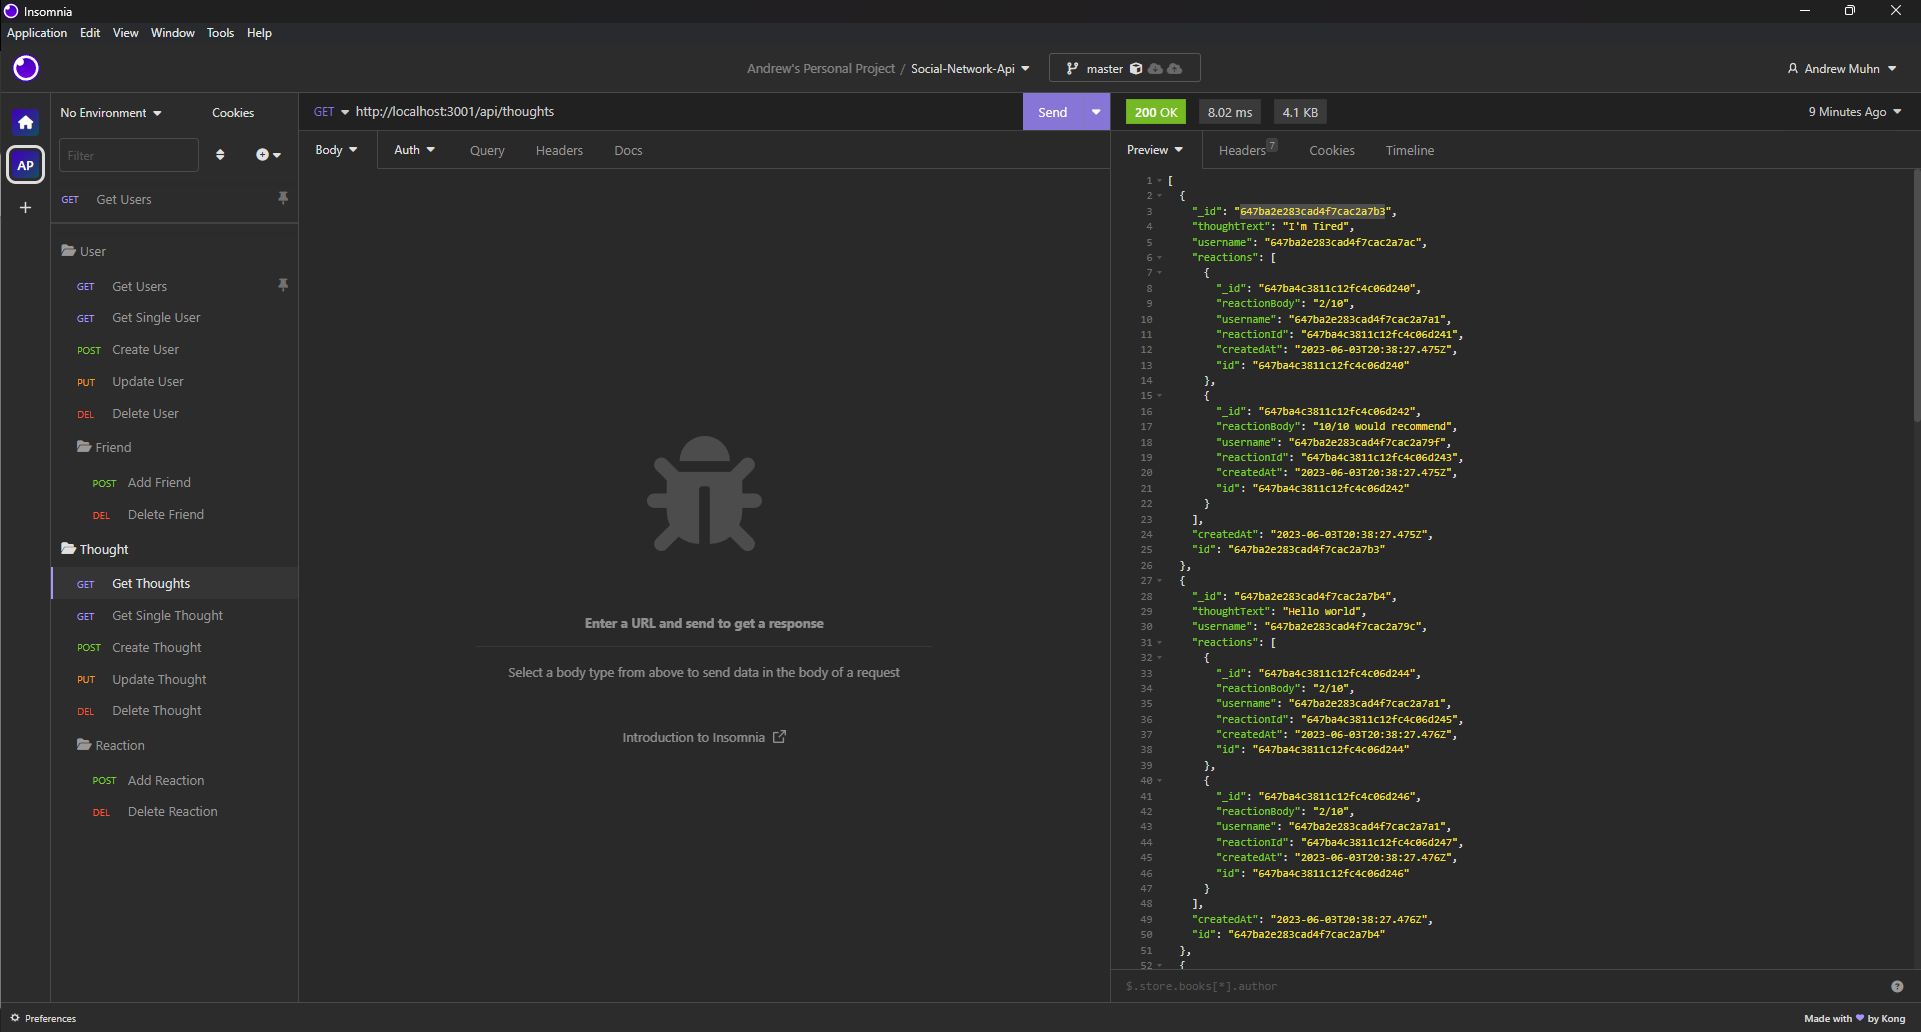 Insomnia
Application Edit View Window Tools Help
Andrew's Personal Project / Social-Network-Api master Andrew Muhn
AP
No Environment Cookies
Filter
GET Get Users
User
GET Get Users
GET Get Single User
POST Create User
PUT Update User
DEL Delete User
Friend
POST Add Friend
DEL Delete Friend
Thought
GET Get Thoughts
GET Get Single Thought
POST Create Thought
PUT Update Thought
DEL Delete Thought
Reaction
POST Add Reaction
DEL Delete Reaction
GET http://localhost:3001/api/thoughts Send
Body Auth Query Headers Docs
Enter a URL and send to get a response
Select a body type from above to send data in the body of a request
Introduction to Insomnia
200 OK 8.02 ms 4.1 KB 9 Minutes Ago
Preview Headers 7 Cookies Timeline
1 [
2 {
3 "_id": "647ba2e283cad4f7cac2a7b3",
4 "thoughtText": "I'm Tired",
5 "username": "647ba2e283cad4f7cac2a7ac",
6 "reactions": [
7 {
8 "_id": "647ba4c3811c12fc4c06d240",
9 "reactionBody": "2/10",
10 "username": "647ba2e283cad4f7cac2a7a1",
11 "reactionId": "647ba4c3811c12fc4c06d241",
12 "createdAt": "2023-06-03T20:38:27.475Z",
13 "id": "647ba4c3811c12fc4c06d240"
14 },
15 {
16 "_id": "647ba4c3811c12fc4c06d242",
17 "reactionBody": "10/10 would recommend",
18 "username": "647ba2e283cad4f7cac2a79f",
19 "reactionId": "647ba4c3811c12fc4c06d243",
20 "createdAt": "2023-06-03T20:38:27.475Z",
21 "id": "647ba4c3811c12fc4c06d242"
22 }
23 ],
24 "createdAt": "2023-06-03T20:38:27.475Z",
25 "id": "647ba2e283cad4f7cac2a7b3"
26 },
27 {
28 "_id": "647ba2e283cad4f7cac2a7b4",
29 "thoughtText": "Hello world",
30 "username": "647ba2e283cad4f7cac2a79c",
31 "reactions": [
32 {
33 "_id": "647ba4c3811c12fc4c06d244",
34 "reactionBody": "2/10",
35 "username": "647ba2e283cad4f7cac2a7a1",
36 "reactionId": "647ba4c3811c12fc4c06d245",
37 "createdAt": "2023-06-03T20:38:27.476Z",
38 "id": "647ba4c3811c12fc4c06d244"
39 },
40 {
41 "_id": "647ba4c3811c12fc4c06d246",
42 "reactionBody": "2/10",
43 "username": "647ba2e283cad4f7cac2a7a1",
44 "reactionId": "647ba4c3811c12fc4c06d247",
45 "createdAt": "2023-06-03T20:38:27.476Z",
46 "id": "647ba4c3811c12fc4c06d246"
47 }
48 ],
49 "createdAt": "2023-06-03T20:38:27.476Z",
50 "id": "647ba2e283cad4f7cac2a7b4"
51 },
52 {
$.store.books[*].author
Preferences
Made with ♥ by Kong